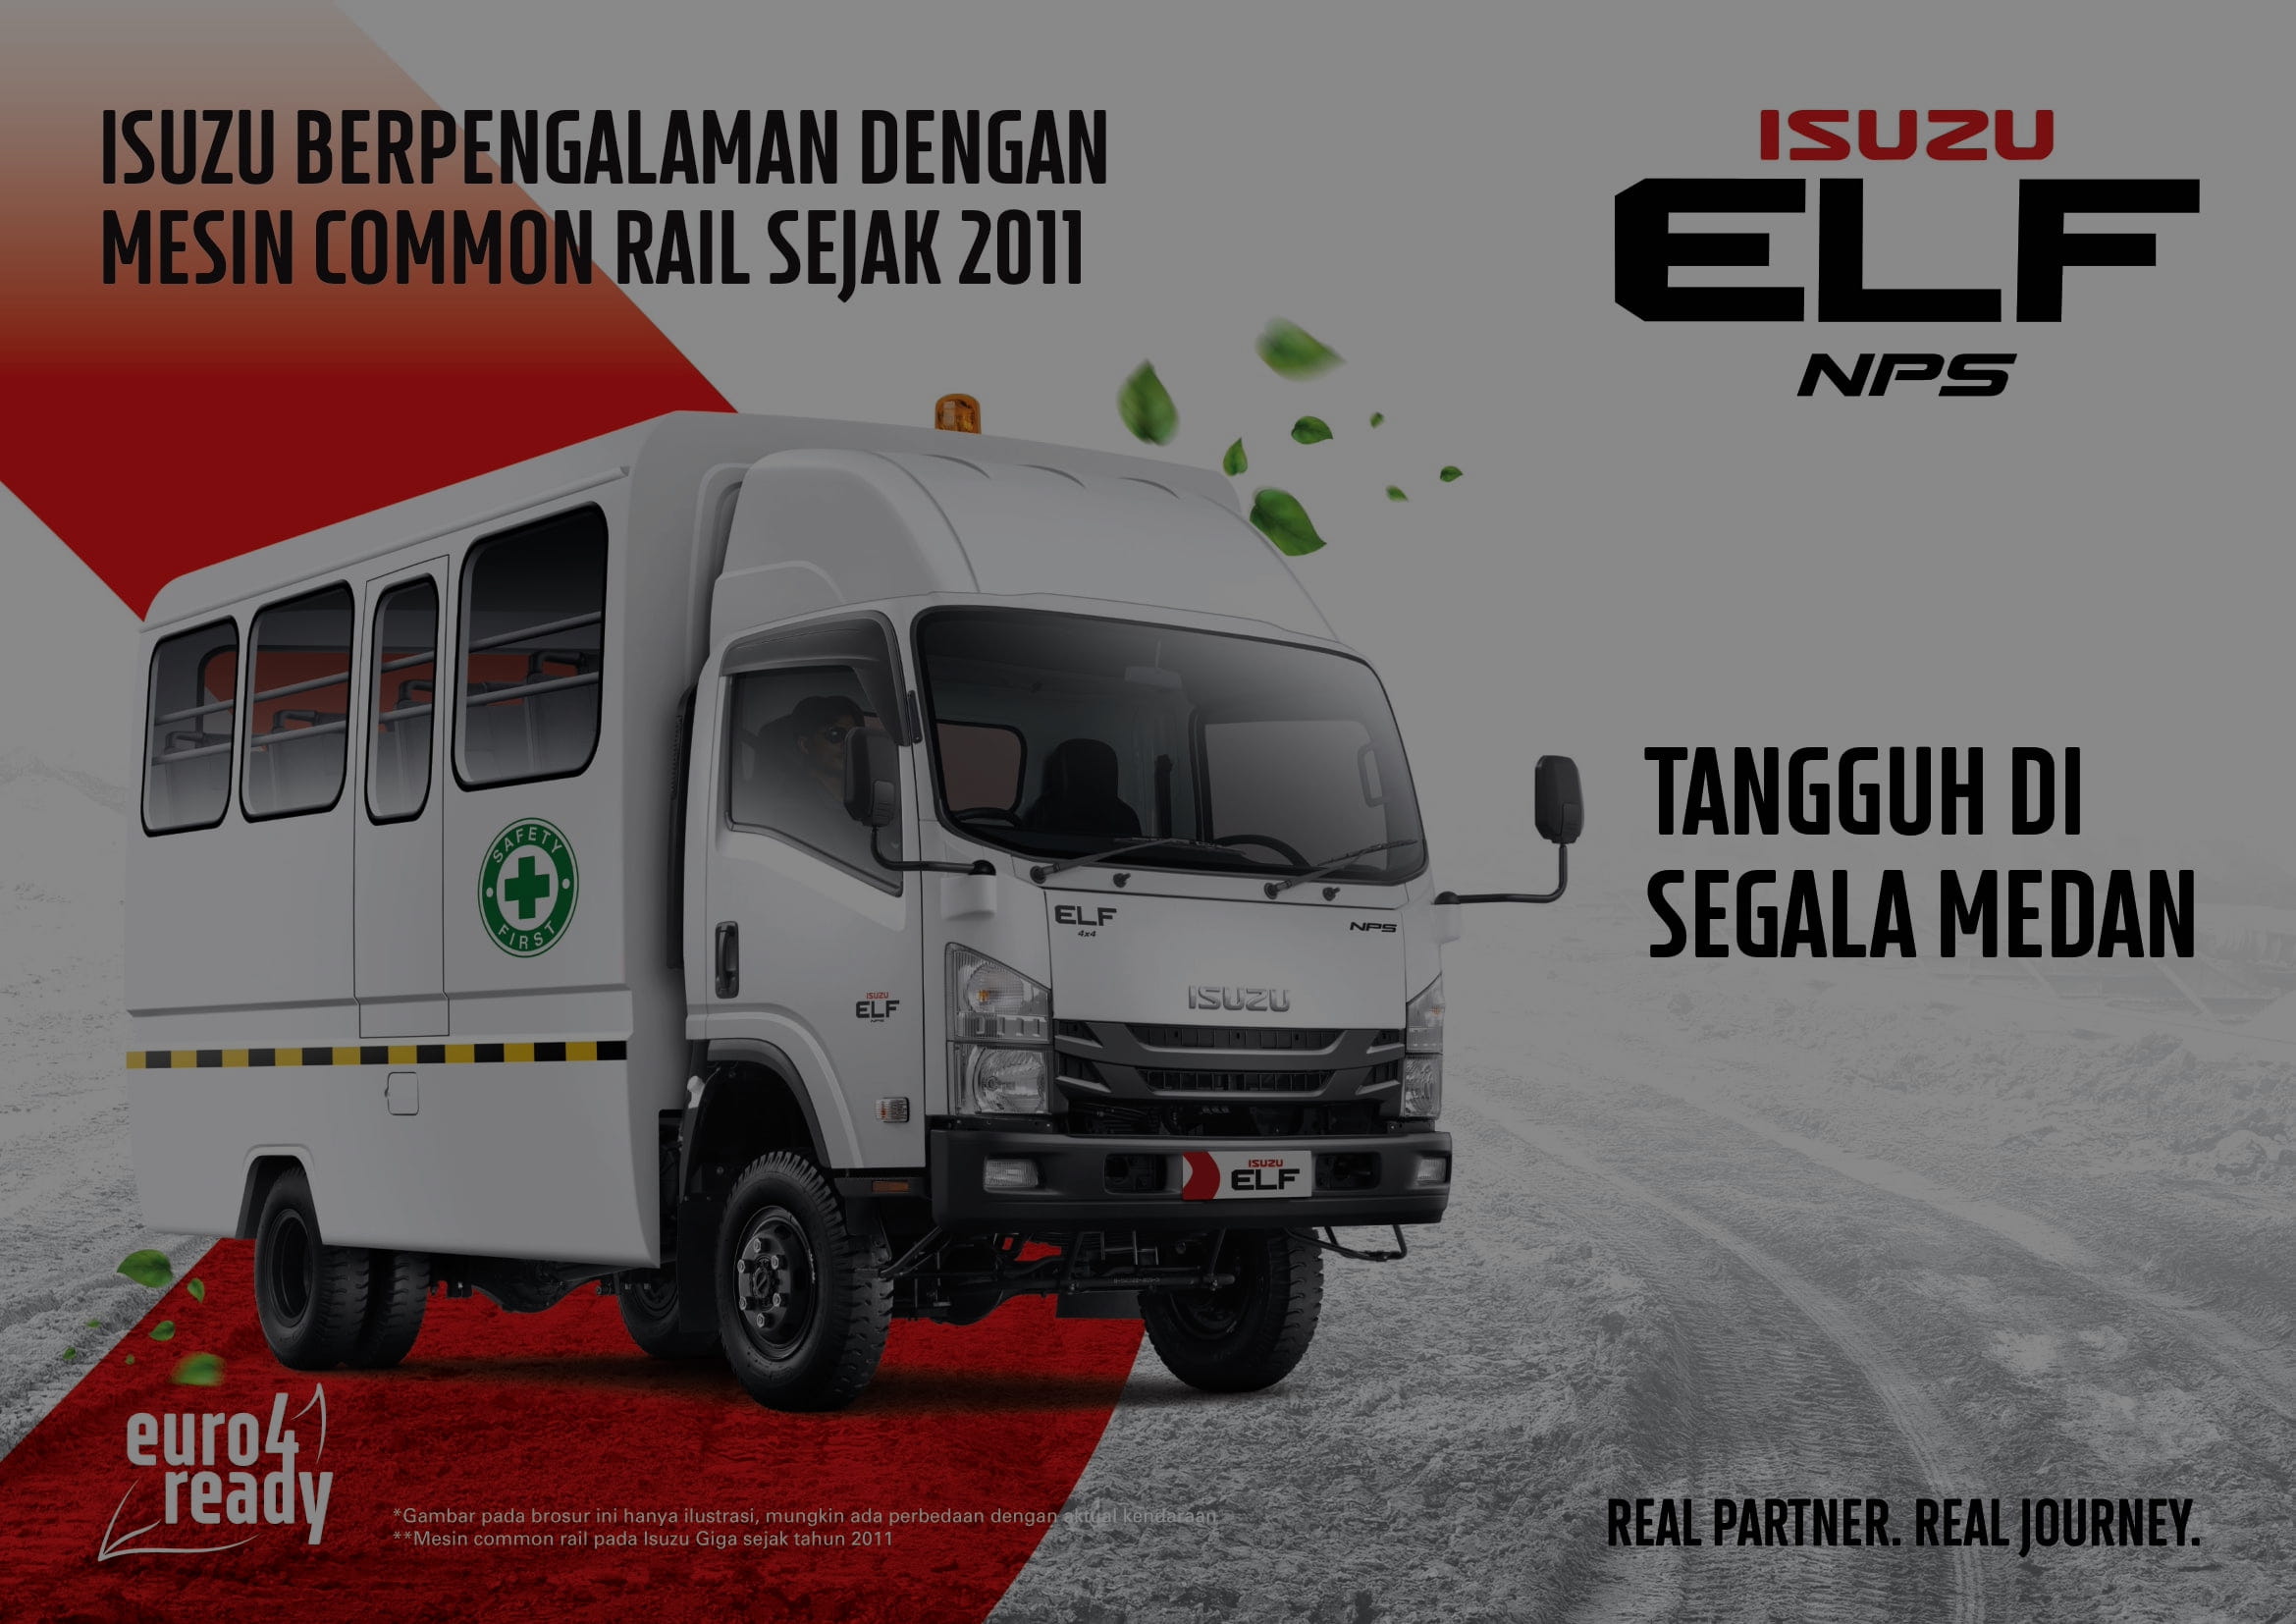 ISUZU BERPENGALAMAN DENGAN
MESIN COMMON RAIL SEJAK 2011
ISUZU
ELF
NPS
TANGGUH DI
SEGALA MEDAN
SAFETY
FIRST
ELF
4x4
NPS
ISUZU
ISUZU
ELF
NPS
ISUZU
ELF
euro4
ready
*Gambar pada brosur ini hanya ilustrasi, mungkin ada perbedaan dengan aktual kendaraan
**Mesin common rail pada Isuzu Giga sejak tahun 2011
REAL PARTNER. REAL JOURNEY.